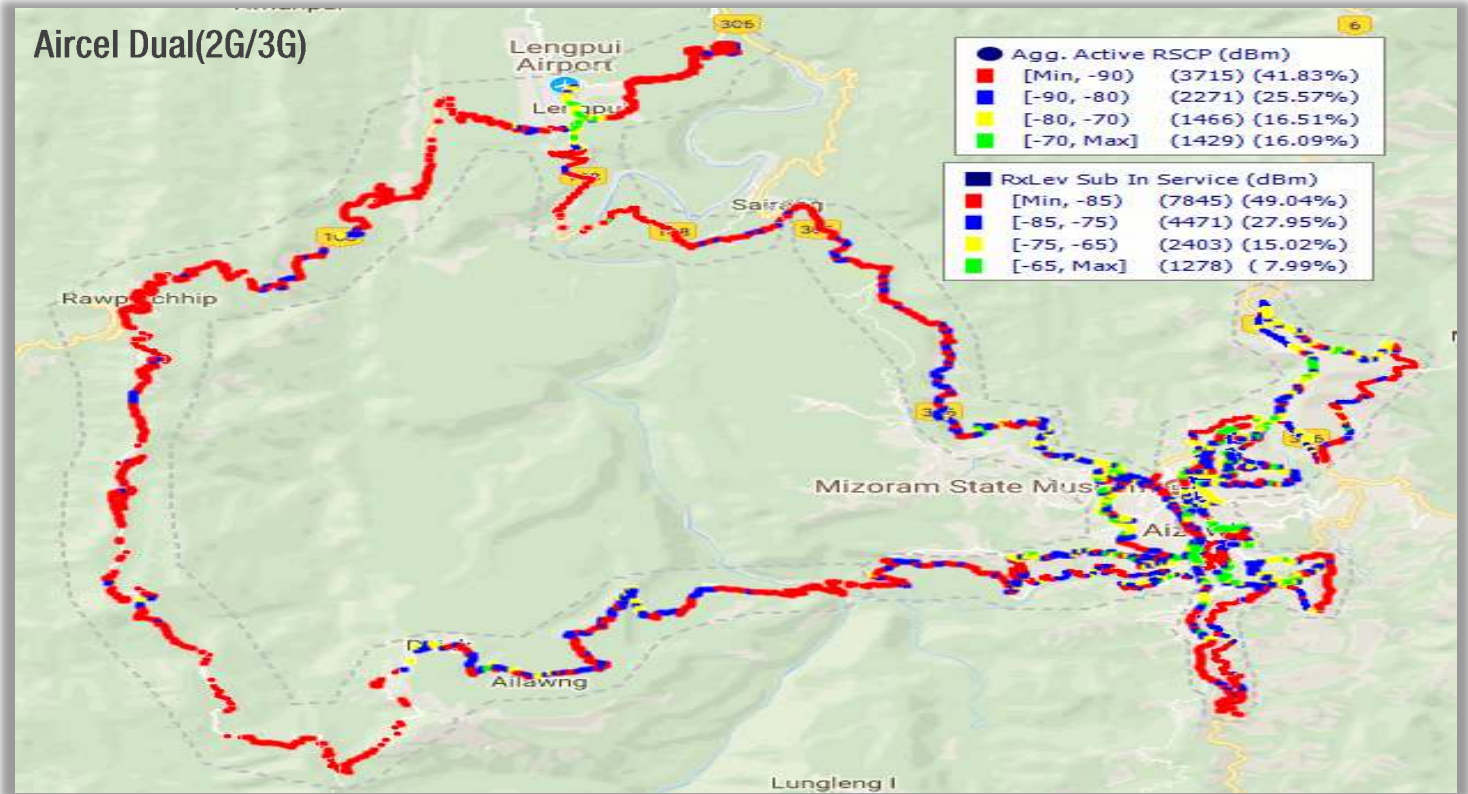 Aircel Dual(2G/3G)
305
6
Lengpui
Airport
Agg. Active RSCP (dBm)
[Min, -90) (3715) (41.83%)
[-90, -80) (2271) (25.57%)
[-80, -70) (1466) (16.51%)
[-70, Max] (1429) (16.09%)
RxLev Sub In Service (dBm)
[Min, -85) (7845) (49.04%)
[-85, -75) (4471) (27.95%)
[-75, -65) (2403) (15.02%)
[-65, Max] (1278) ( 7.99%)
Mizoram State
Ailawng
Lungleng I